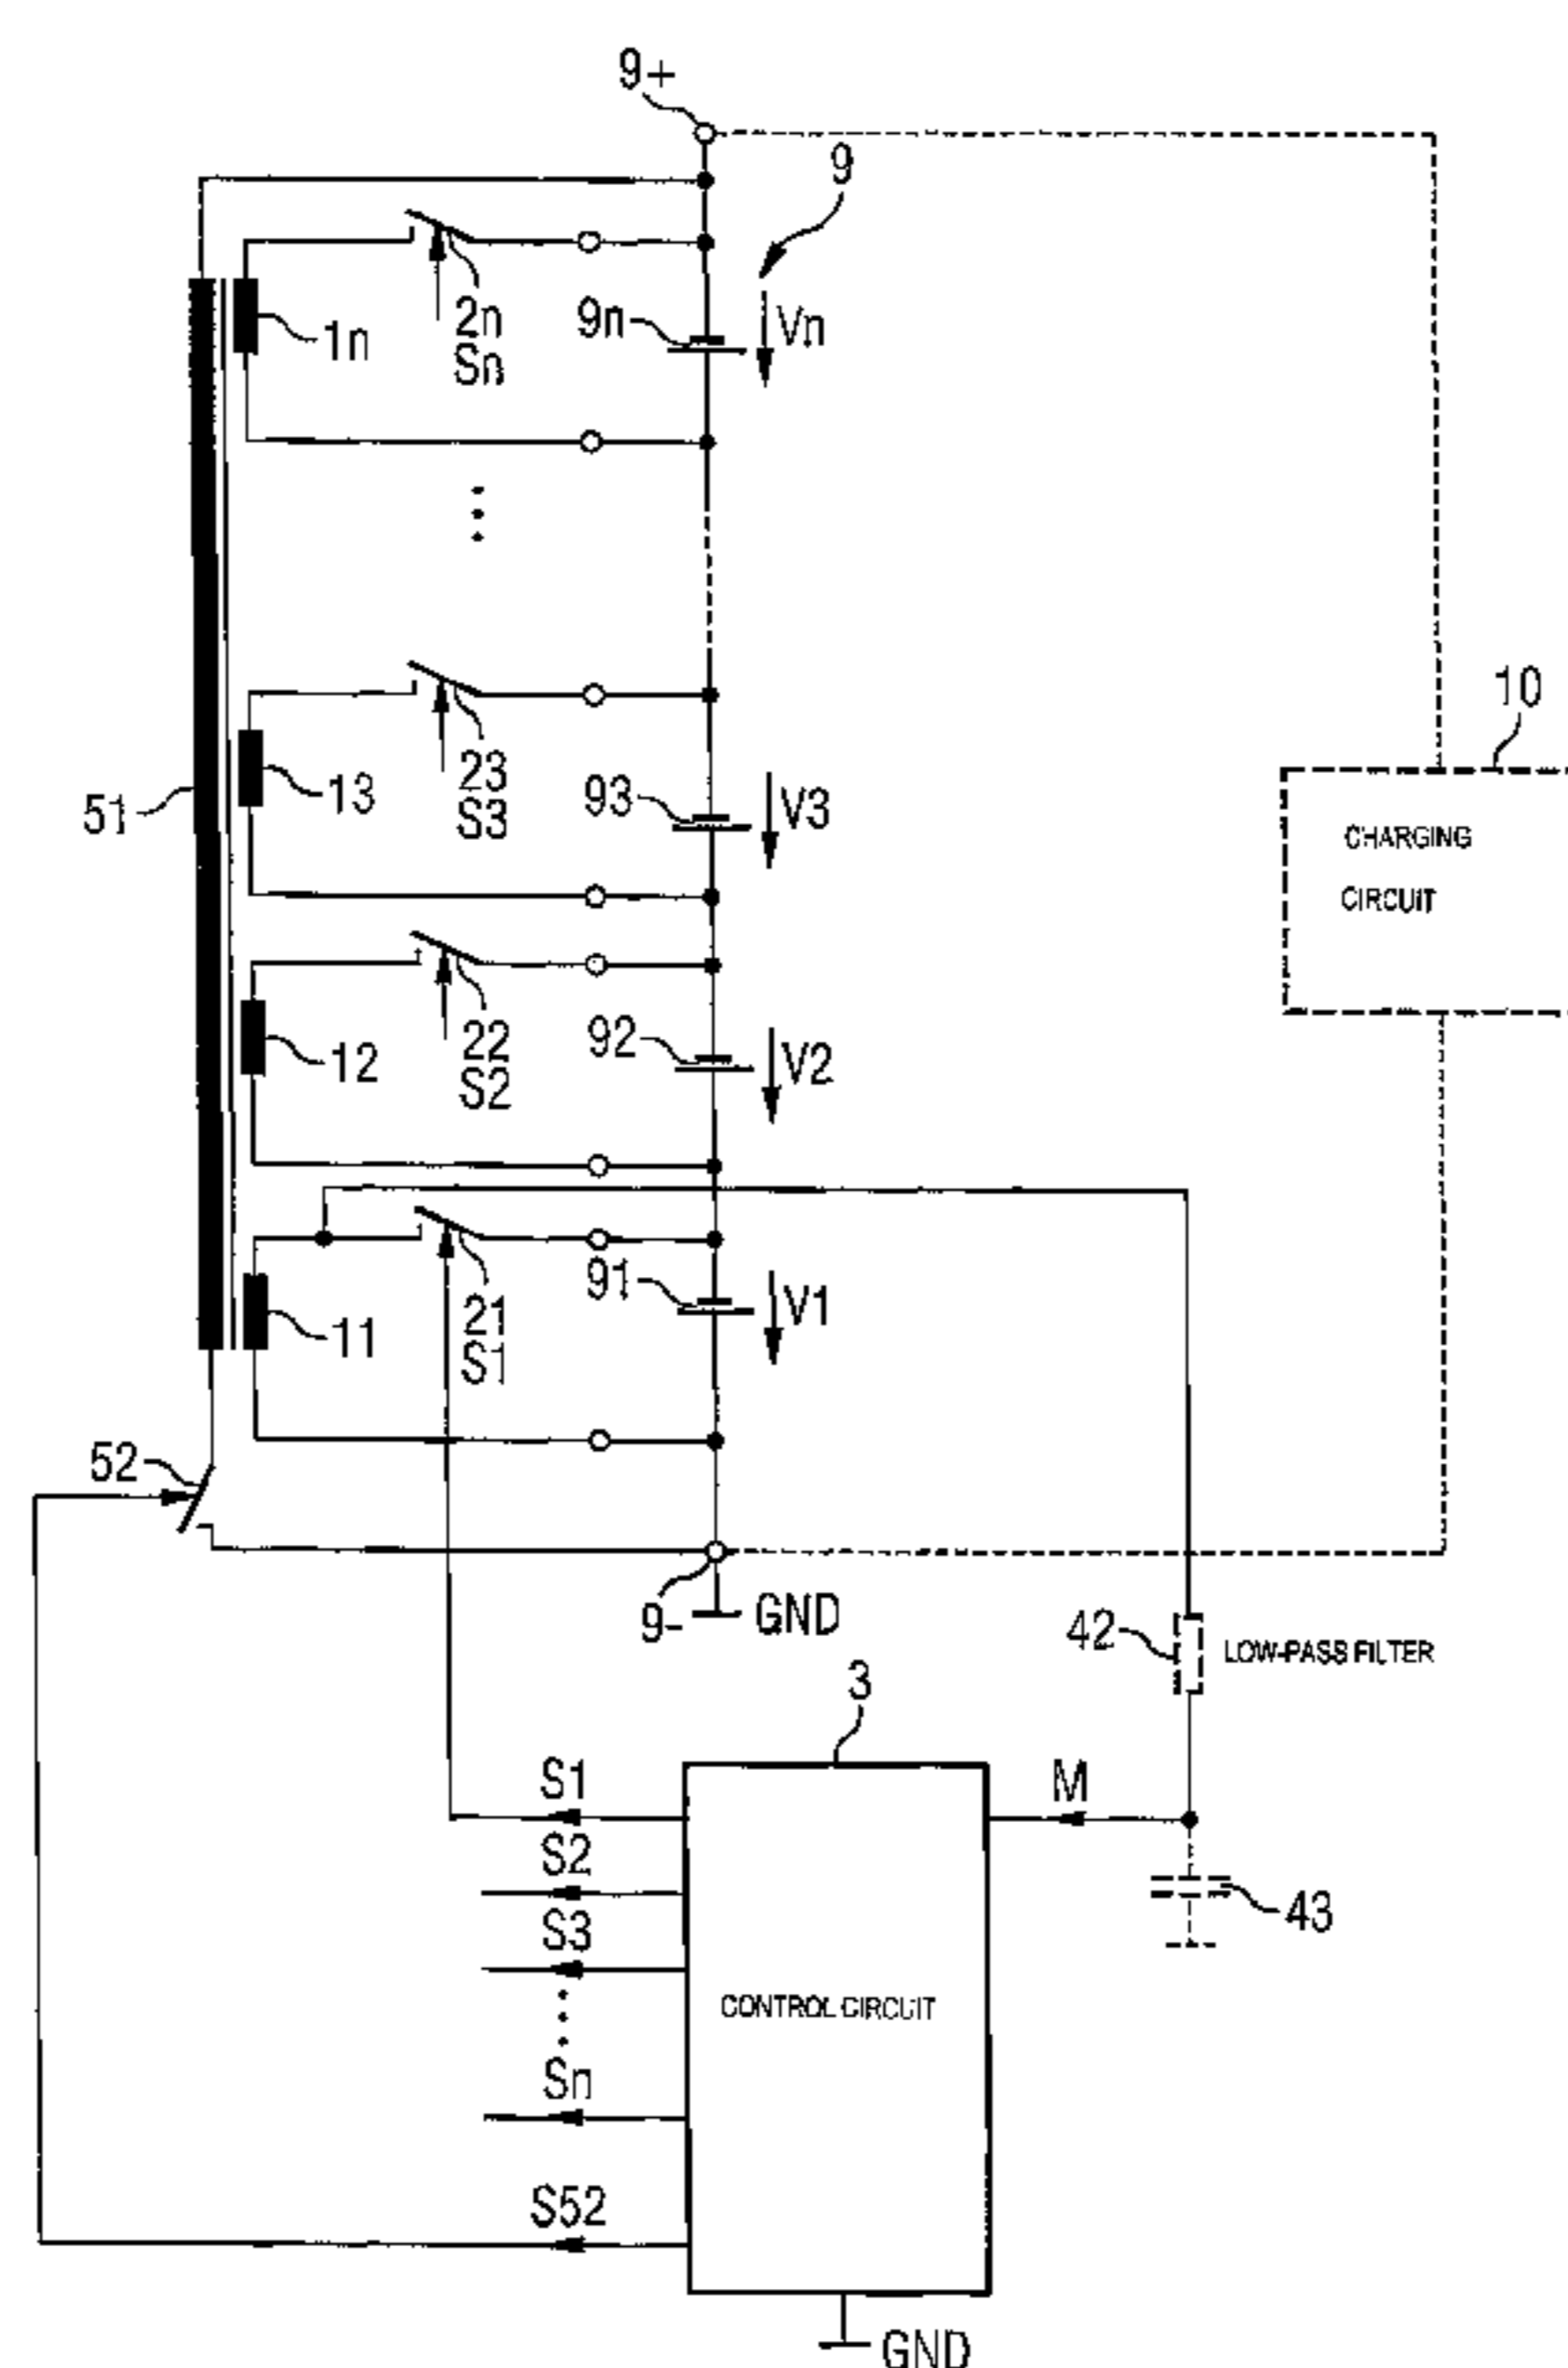 9+
9
2n
Sn
1n
9n
Vn
10
51
13
23
S3
93
V3
CHARGING
CIRCUIT
12
22
S2
92
V2
11
21
S1
91
V1
52
9-
GND
42
LOW-PASS FILTER
3
S1
M
S2
S3
43
CONTROL CIRCUIT
Sn
S52
GND